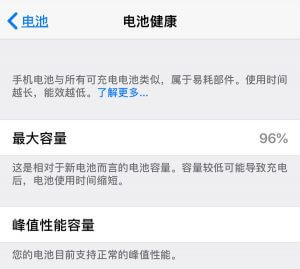 电池
电池健康
手机电池与所有可充电电池类似，属于易耗部件。使用时间
越长，能效越低。了解更多...
最大容量
96%
这是相对于新电池而言的电池容量。容量较低可能导致充电
后，电池使用时间缩短。
峰值性能容量
您的电池目前支持正常的峰值性能。